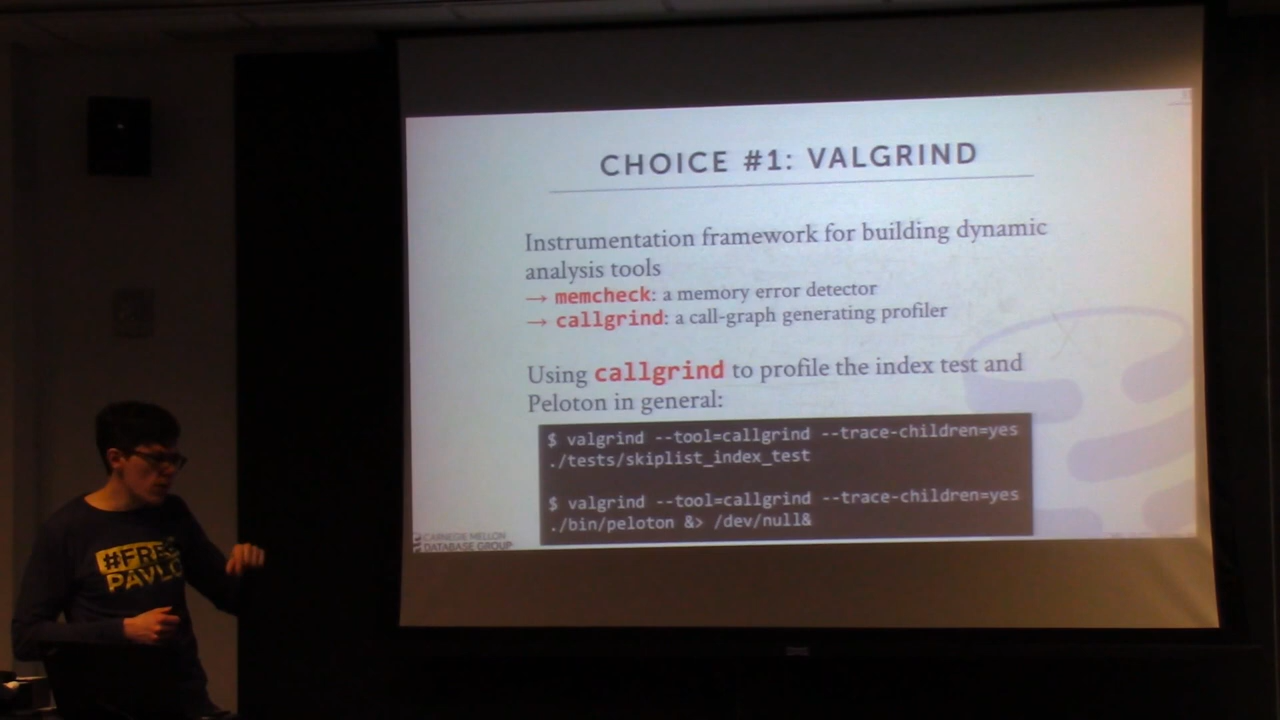 CHOICE #1: VALGRIND
Instrumentation framework for building dynamic
analysis tools
→ memcheck: a memory error detector
→ callgrind: a call-graph generating profiler
Using callgrind to profile the index test and
Peloton in general:
$ valgrind --tool=callgrind --trace-children=yes
./tests/skiplist_index_test
$ valgrind --tool=callgrind --trace-children=yes
./bin/peloton &> /dev/null&
CARNEGIE MELLON
DATABASE GROUP
#FREE
PAVLO